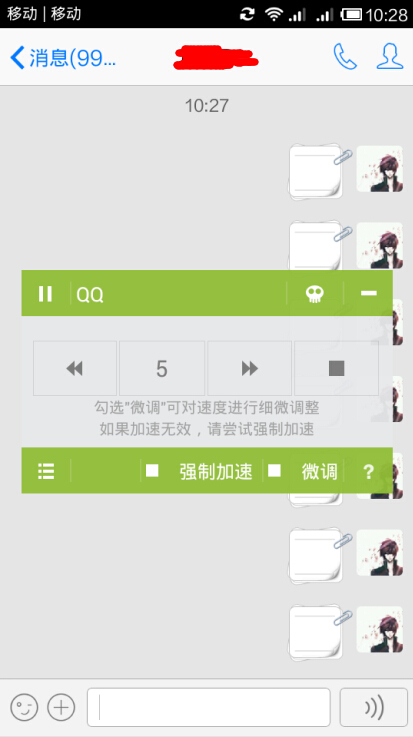 移动 | 移动 10:28
消息(99...
10:27
QQ
5
勾选"微调"可对速度进行细微调整
如果加速无效，请尝试强制加速
强制加速 微调 ?